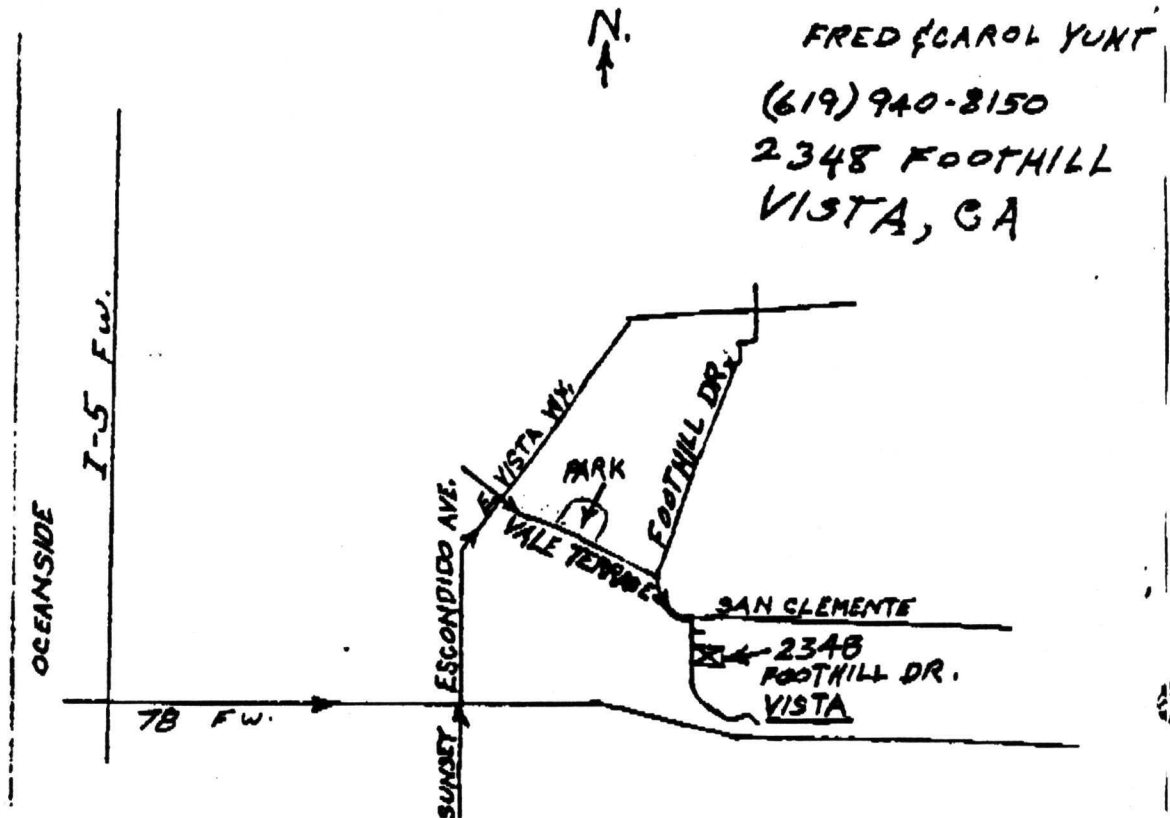 N.
FRED & CAROL YUNT
(619) 940-8150
2348 FOOTHILL
VISTA, CA
I-5 FW.
OCEANSIDE
E. VISTA WY.
PARK
FOOTHILL DR.
VALE TERRACE
ESCONDIDO AVE.
SAN CLEMENTE
2348
FOOTHILL DR.
VISTA
78 FW.
SUNSET